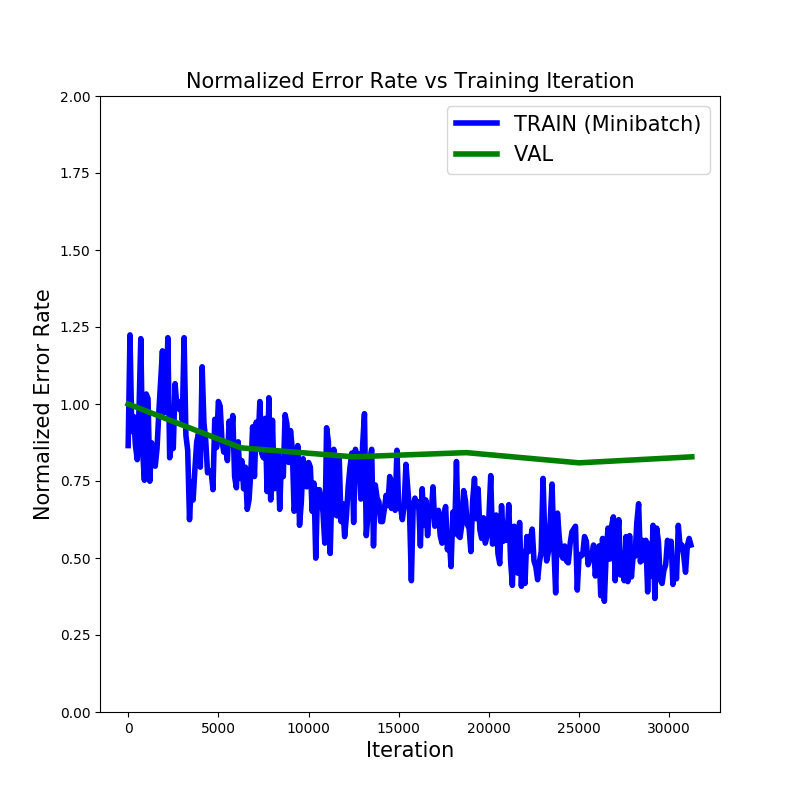 Normalized Error Rate vs Training Iteration
TRAIN (Minibatch)
VAL
Normalized Error Rate
2.00
1.75
1.50
1.25
1.00
0.75
0.50
0.25
0.00
0 5000 10000 15000 20000 25000 30000
Iteration